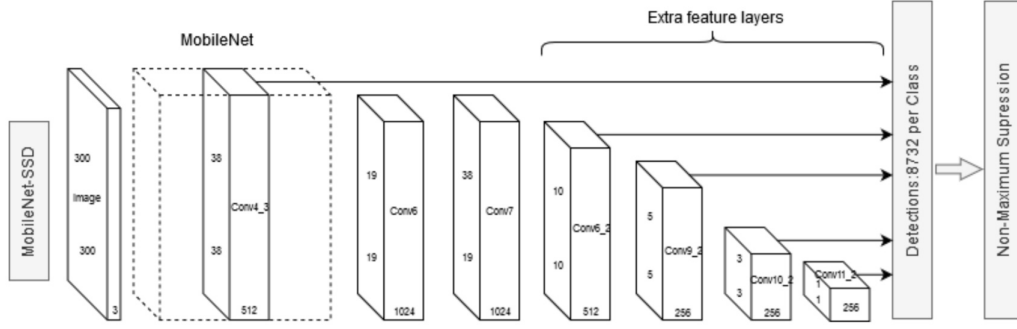 Extra feature layers
MobileNet
MobileNet-SSD
300
Image
300
3
38
Conv4_3
38
512
19
Conv6
19
1024
38
Conv7
19
1024
10
Conv6_2
10
512
5
Conv9_2
5
256
3
Conv10_2
3
256
Conv11_2
1
1
256
Detections:8732 per Class
Non-Maximum Supression